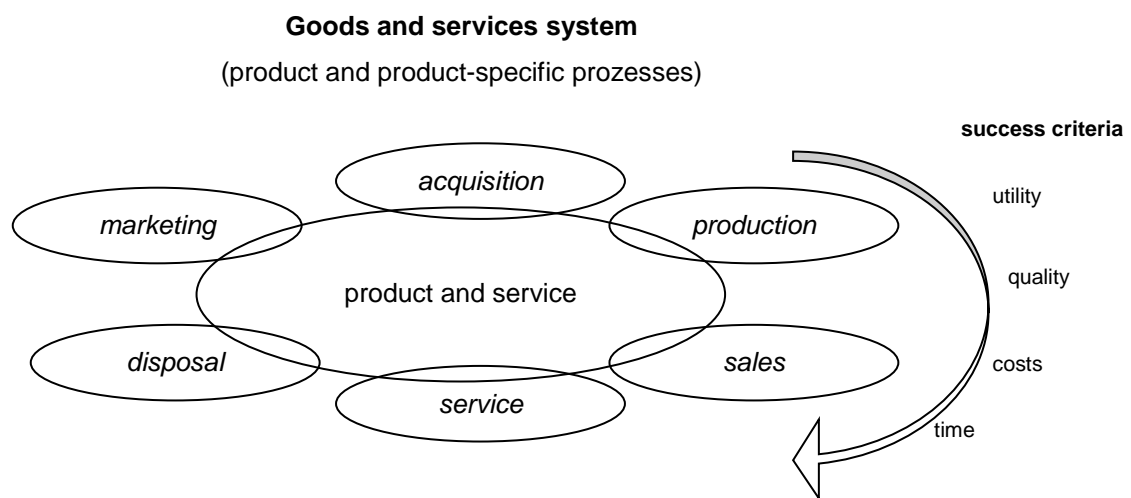 Goods and services system
(product and product-specific prozesses)
success criteria
acquisition
utility
marketing
production
quality
product and service
disposal
sales
costs
service
time